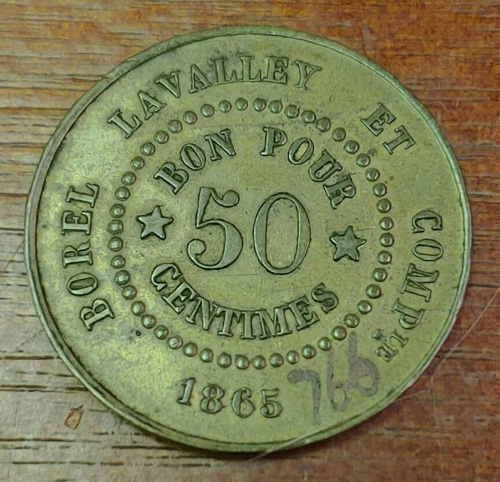 BOREL LAVALLEY ET COMPIE
BON POUR
50
CENTIMES
1865
766